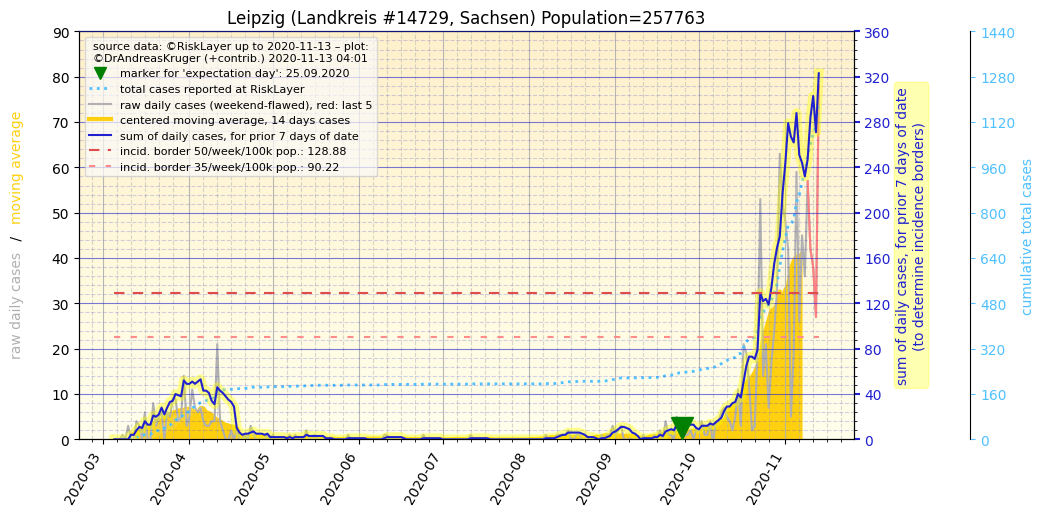 Leipzig (Landkreis #14729, Sachsen) Population=257763
source data: ©RiskLayer up to 2020-11-13 – plot:
©DrAndreasKruger (+contrib.) 2020-11-13 04:01
marker for 'expectation day': 25.09.2020
total cases reported at RiskLayer
raw daily cases (weekend-flawed), red: last 5
centered moving average, 14 days cases
sum of daily cases, for prior 7 days of date
incid. border 50/week/100k pop.: 128.88
incid. border 35/week/100k pop.: 90.22
raw daily cases / moving average
90
80
70
60
50
40
30
20
10
0
2020-03
2020-04
2020-05
2020-06
2020-07
2020-08
2020-09
2020-10
2020-11
360
320
280
240
200
160
120
80
40
0
sum of daily cases, for prior 7 days of date
(to determine incidence borders)
1440
1280
1120
960
800
640
480
320
160
0
cumulative total cases